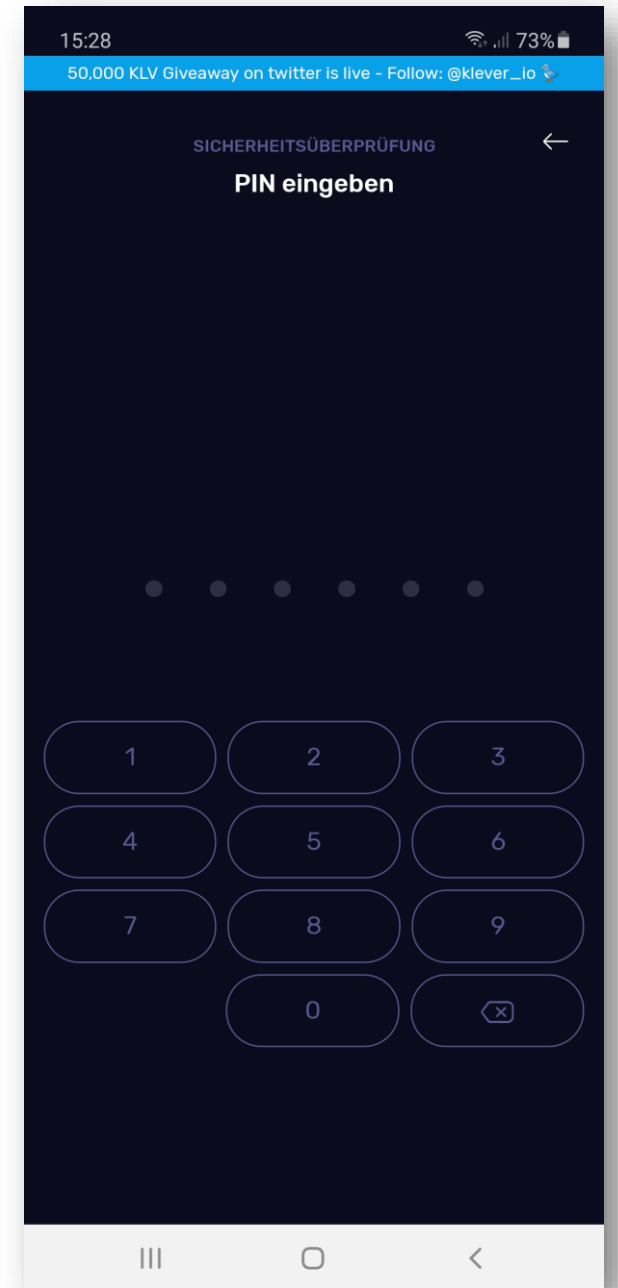 15:28 73%
50,000 KLV Giveaway on twitter is live - Follow: @klever_io
SICHERHEITSÜBERPRÜFUNG
PIN eingeben
1 2 3
4 5 6
7 8 9
0